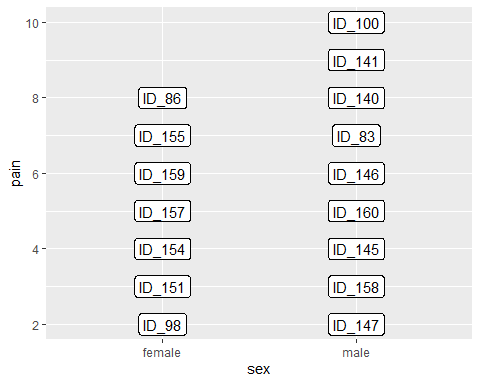 10
8
6
4
2
pain
ID_100
ID_141
ID_86
ID_140
ID_155
ID_83
ID_159
ID_146
ID_157
ID_160
ID_154
ID_145
ID_151
ID_158
ID_98
ID_147
female
male
sex